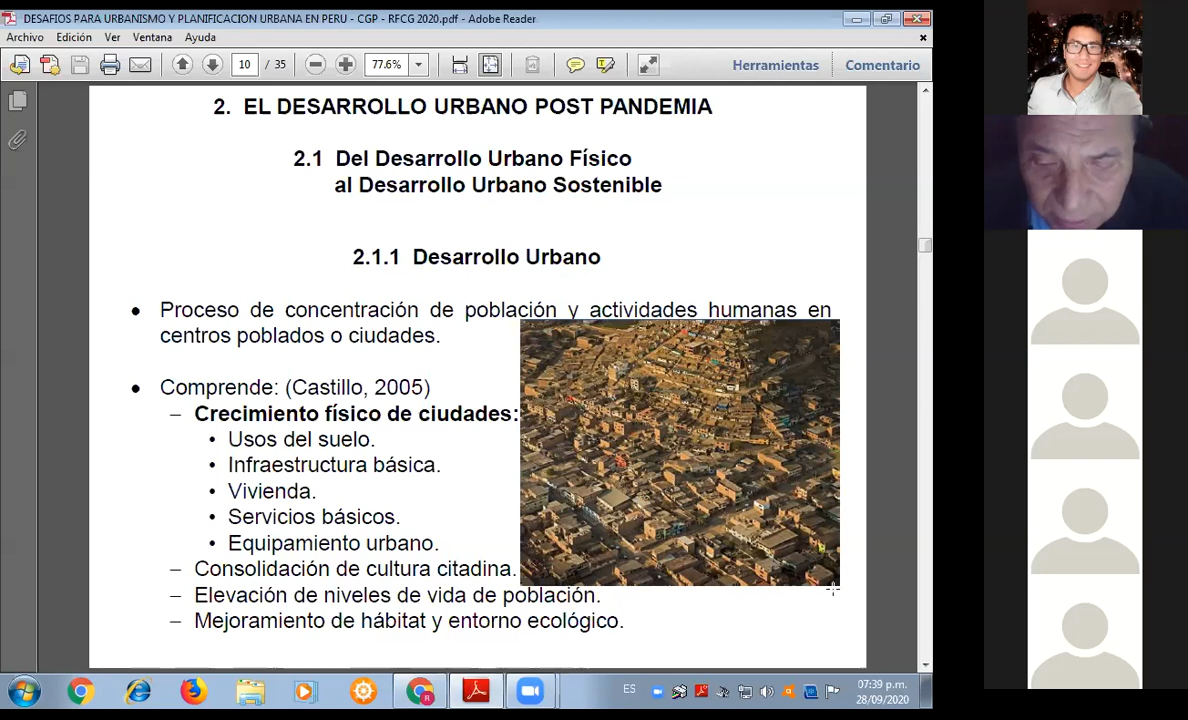 DESAFIOS PARA URBANISMO Y PLANIFICACION URBANA EN PERU - CGP - RFCG 2020.pdf - Adobe Reader
Archivo Edición Ver Ventana Ayuda
10 / 35 77.6% Herramientas Comentario
2. EL DESARROLLO URBANO POST PANDEMIA
2.1 Del Desarrollo Urbano Físico
al Desarrollo Urbano Sostenible
2.1.1 Desarrollo Urbano
• Proceso de concentración de población y actividades humanas en
centros poblados o ciudades.
• Comprende: (Castillo, 2005)
– Crecimiento físico de ciudades:
• Usos del suelo.
• Infraestructura básica.
• Vivienda.
• Servicios básicos.
• Equipamiento urbano.
– Consolidación de cultura citadina.
– Elevación de niveles de vida de población.
– Mejoramiento de hábitat y entorno ecológico.
ES 07:39 p.m.
28/09/2020